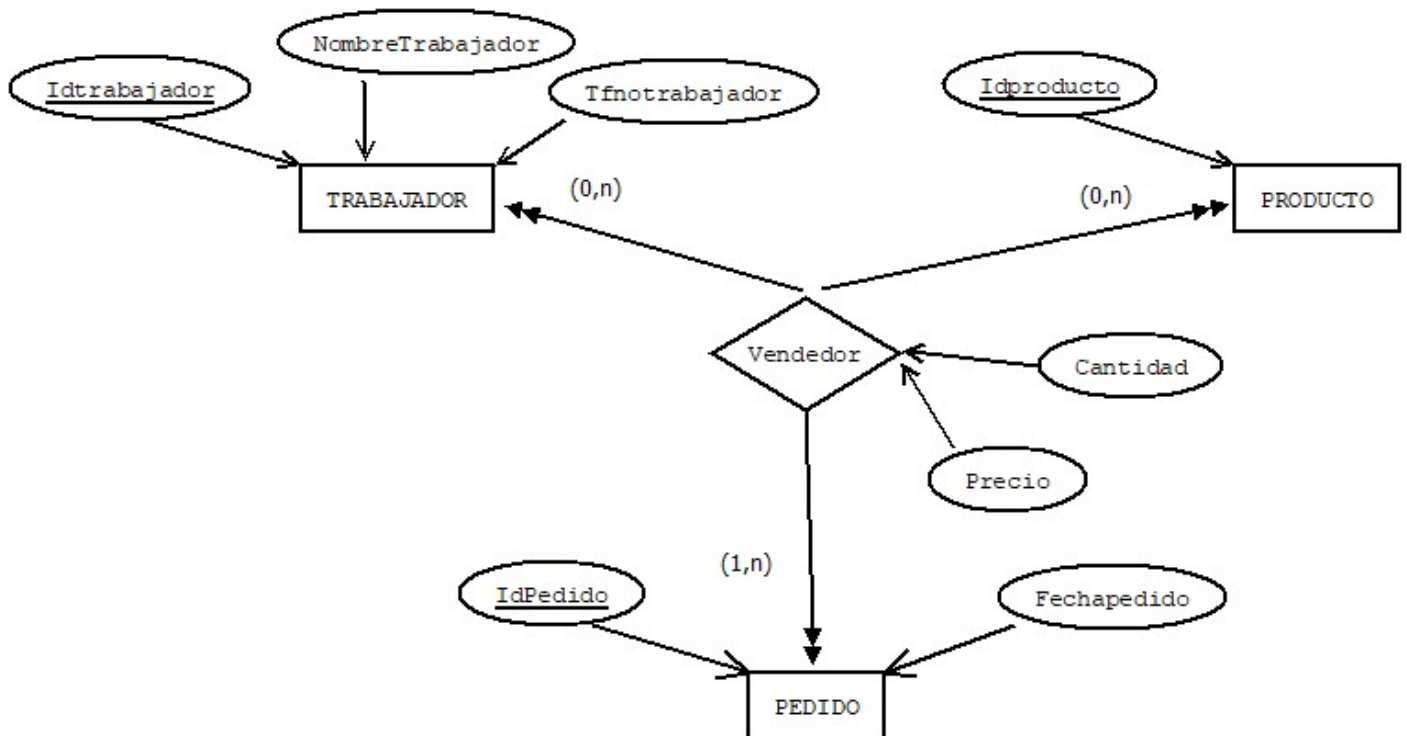 NombreTrabajador
Idtrabajador
Tfnotrabajador
Idproducto
TRABAJADOR
(0,n)
(0,n)
PRODUCTO
Vendedor
Cantidad
Precio
(1,n)
IdPedido
Fechapedido
PEDIDO